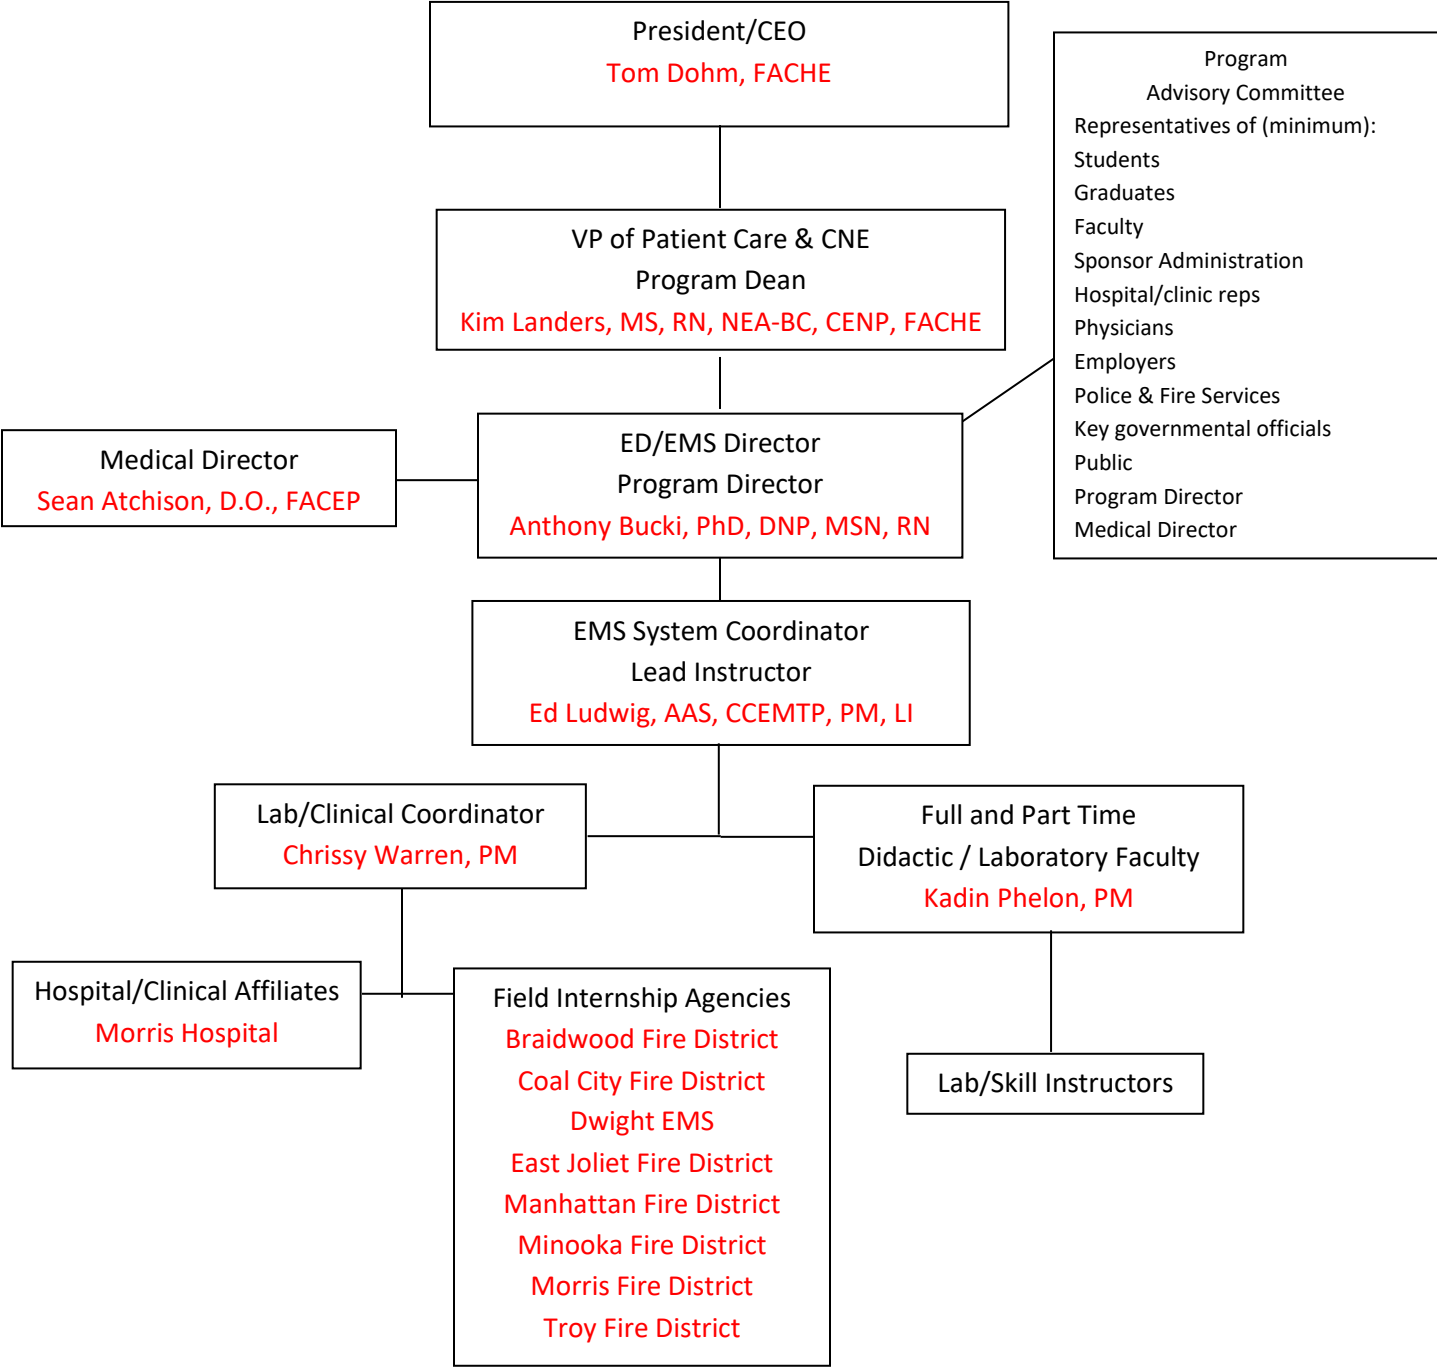 President/CEO
Tom Dohm, FACHE
Program
Advisory Committee
Representatives of (minimum):
Students
Graduates
Faculty
Sponsor Administration
Hospital/clinic reps
Physicians
Employers
Police & Fire Services
Key governmental officials
Public
Program Director
Medical Director
VP of Patient Care & CNE
Program Dean
Kim Landers, MS, RN, NEA-BC, CENP, FACHE
Medical Director
Sean Atchison, D.O., FACEP
ED/EMS Director
Program Director
Anthony Bucki, PhD, DNP, MSN, RN
EMS System Coordinator
Lead Instructor
Ed Ludwig, AAS, CCEMTP, PM, LI
Lab/Clinical Coordinator
Chrissy Warren, PM
Full and Part Time
Didactic / Laboratory Faculty
Kadin Phelon, PM
Hospital/Clinical Affiliates
Morris Hospital
Field Internship Agencies
Braidwood Fire District
Coal City Fire District
Dwight EMS
East Joliet Fire District
Manhattan Fire District
Minooka Fire District
Morris Fire District
Troy Fire District
Lab/Skill Instructors